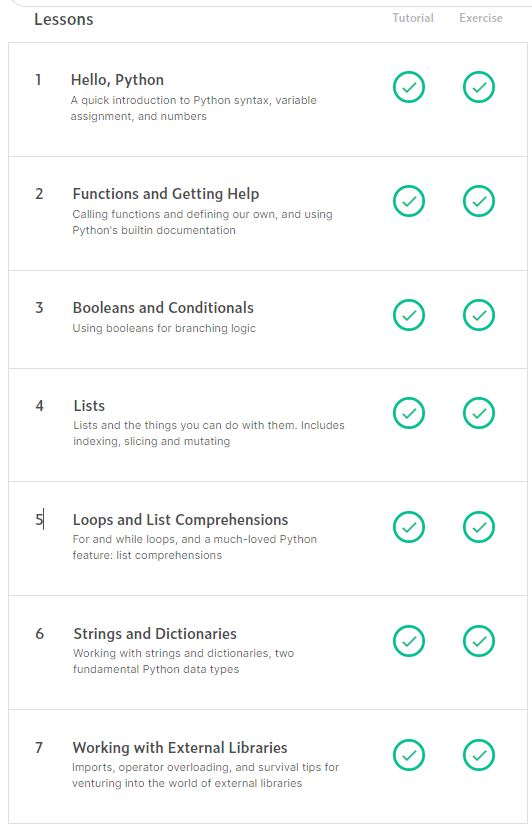 Lessons Tutorial Exercise
1 Hello, Python
A quick introduction to Python syntax, variable
assignment, and numbers
2 Functions and Getting Help
Calling functions and defining our own, and using
Python's builtin documentation
3 Booleans and Conditionals
Using booleans for branching logic
4 Lists
Lists and the things you can do with them. Includes
indexing, slicing and mutating
5 Loops and List Comprehensions
For and while loops, and a much-loved Python
feature: list comprehensions
6 Strings and Dictionaries
Working with strings and dictionaries, two
fundamental Python data types
7 Working with External Libraries
Imports, operator overloading, and survival tips for
venturing into the world of external libraries